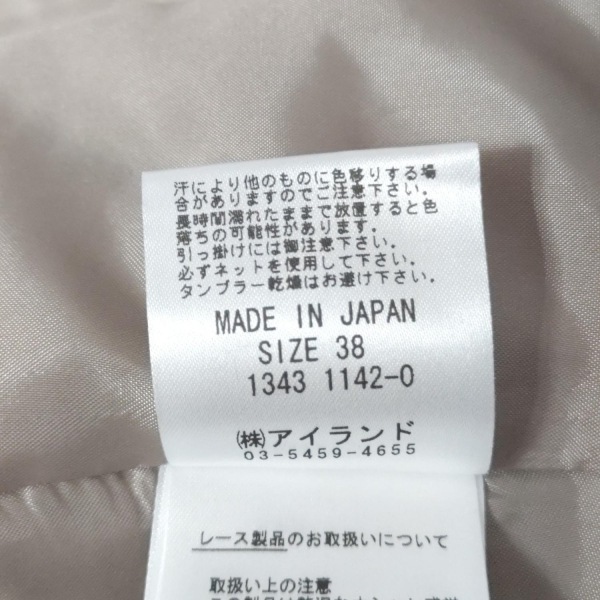 汗により他のものに色移りする場
合がありますのでご注意下さい。
長時間濡れたままで放置すると色
落ちの可能性があります。
引っ掛けには御注意下さい。
必ずネットを使用して下さい。
タンブラー乾燥はお避け下さい。
MADE IN JAPAN
SIZE 38
1343 1142-0
㈱アイランド
03-5459-4655
レース製品のお取扱いについて
取扱い上の注意